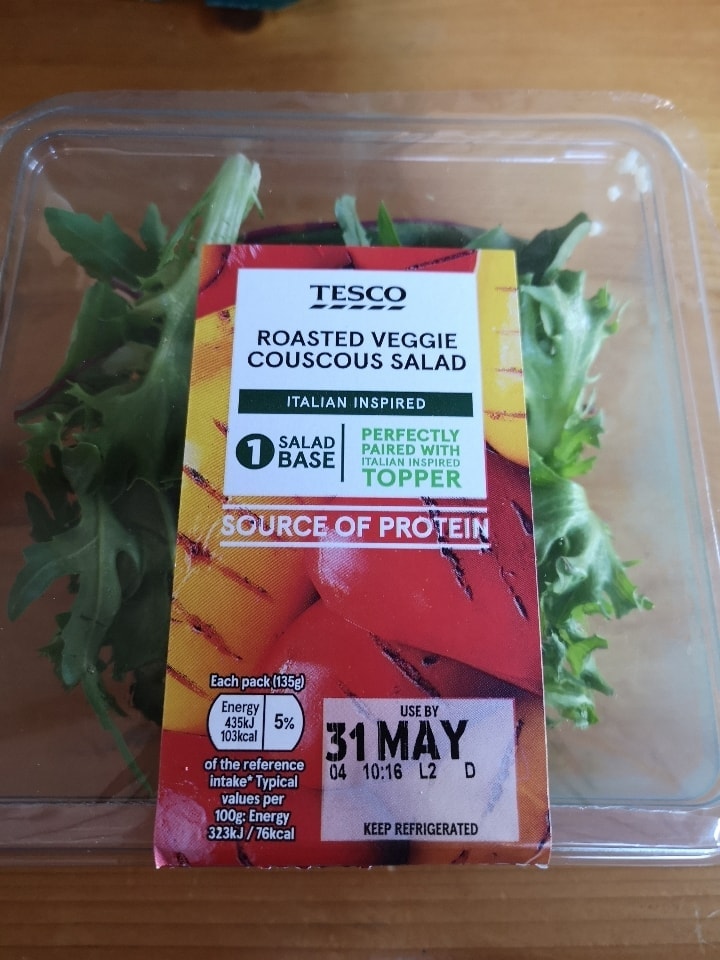 TESCO
ROASTED VEGGIE
COUSCOUS SALAD
ITALIAN INSPIRED
1 SALAD
BASE
PERFECTLY
PAIRED WITH
ITALIAN INSPIRED
TOPPER
SOURCE OF PROTEIN
Each pack (135g)
Energy
435kJ
103kcal
5%
of the reference
intake* Typical
values per
100g: Energy
323kJ / 76kcal
USE BY
31 MAY
04 10:16 L2 D
KEEP REFRIGERATED